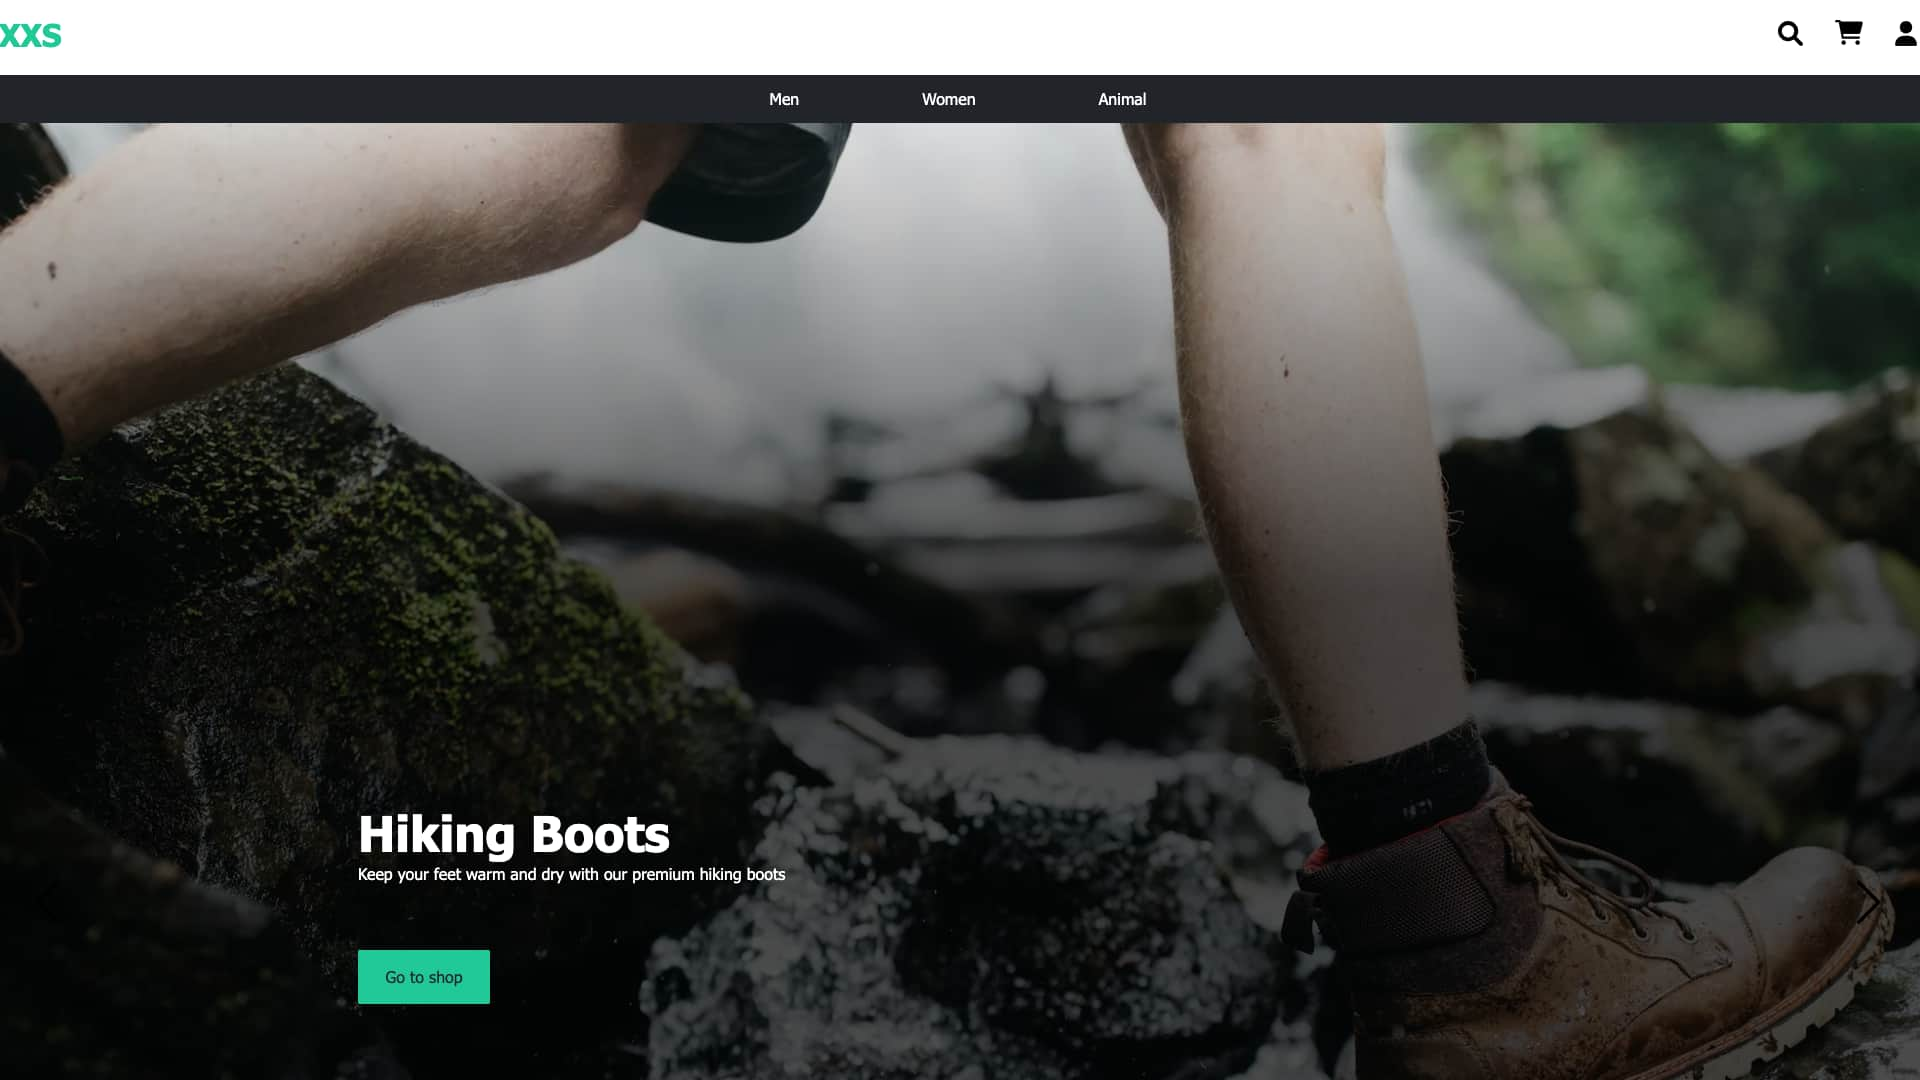 XXS
Men
Women
Animal
Hiking Boots
Keep your feet warm and dry with our premium hiking boots
Go to shop